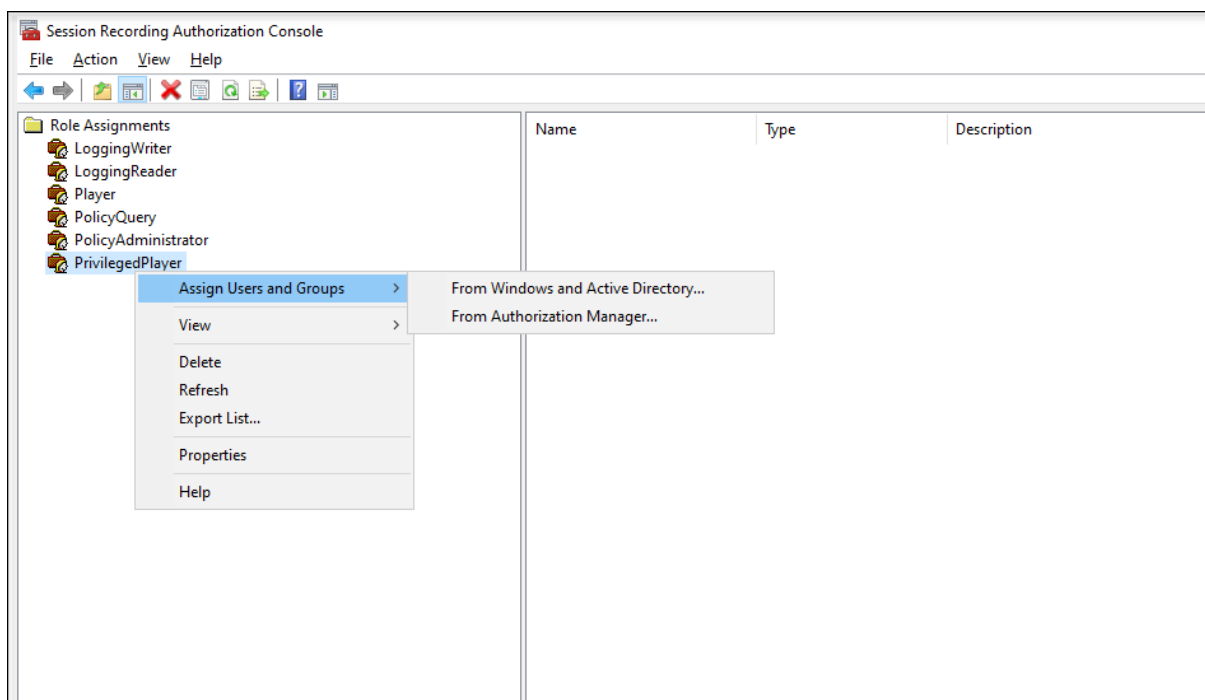 Session Recording Authorization Console
File Action View Help
Role Assignments
LoggingWriter
LoggingReader
Player
PolicyQuery
PolicyAdministrator
PrivilegedPlayer
Name Type Description
Assign Users and Groups
View
Delete
Refresh
Export List...
Properties
Help
From Windows and Active Directory...
From Authorization Manager...